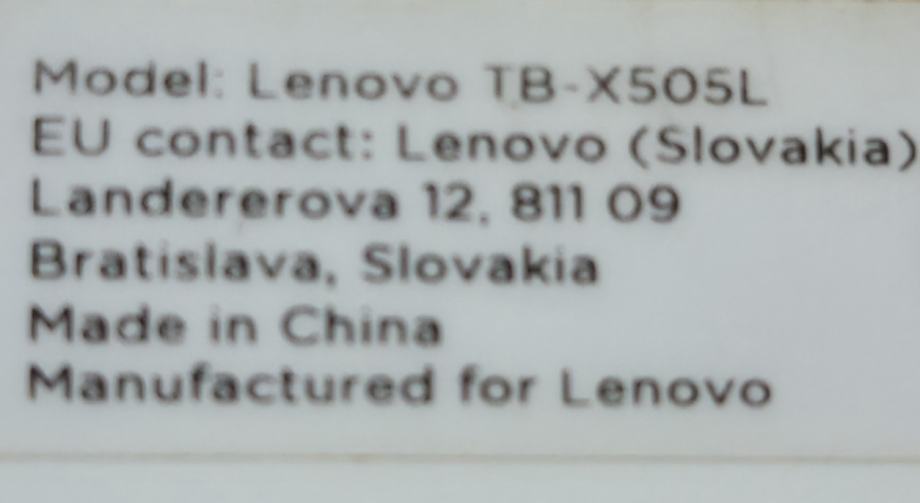 Model: Lenovo TB-X505L
EU contact: Lenovo (Slovakia)
Landererova 12, 811 09
Bratislava, Slovakia
Made in China
Manufactured for Lenovo